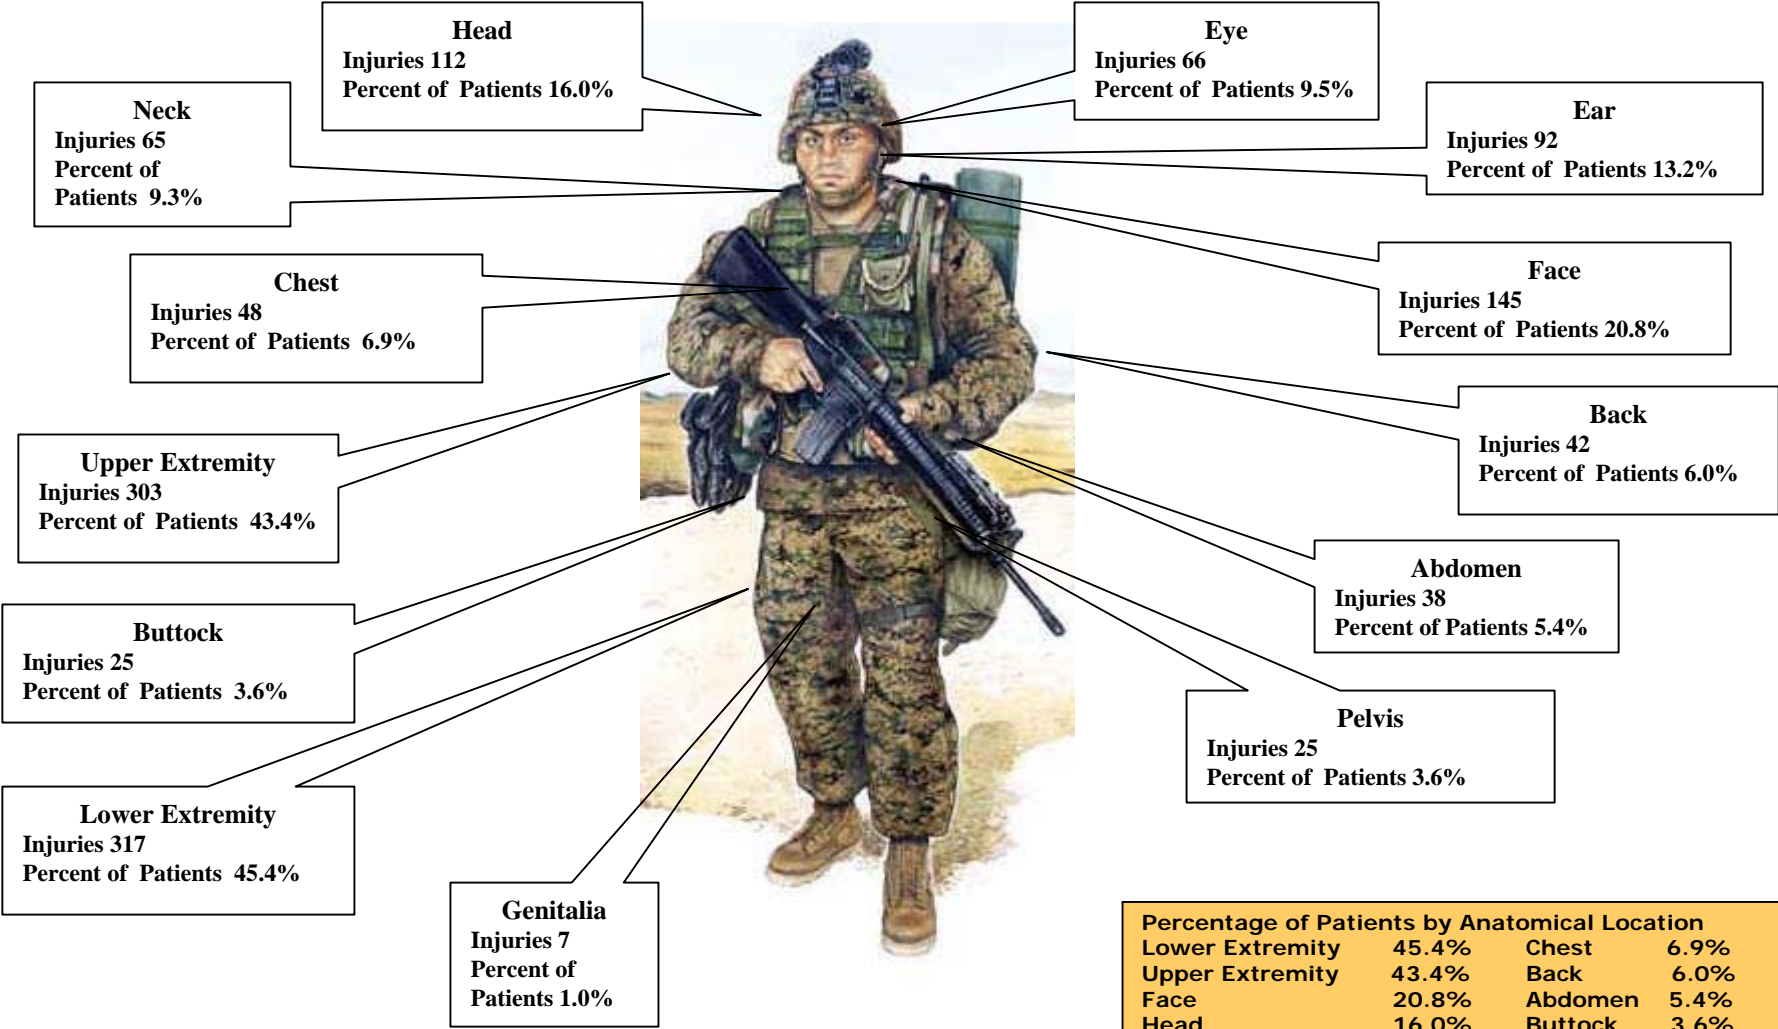 Head
Injuries 112
Percent of Patients 16.0%
Eye
Injuries 66
Percent of Patients 9.5%
Neck
Injuries 65
Percent of
Patients 9.3%
Ear
Injuries 92
Percent of Patients 13.2%
Chest
Injuries 48
Percent of Patients 6.9%
Face
Injuries 145
Percent of Patients 20.8%
Upper Extremity
Injuries 303
Percent of Patients 43.4%
Back
Injuries 42
Percent of Patients 6.0%
Abdomen
Injuries 38
Percent of Patients 5.4%
Buttock
Injuries 25
Percent of Patients 3.6%
Pelvis
Injuries 25
Percent of Patients 3.6%
Lower Extremity
Injuries 317
Percent of Patients 45.4%
Genitalia
Injuries 7
Percent of
Patients 1.0%
Percentage of Patients by Anatomical Location
Lower Extremity 45.4% Chest 6.9%
Upper Extremity 43.4% Back 6.0%
Face 20.8% Abdomen 5.4%
Head 16.0% Buttock 3.6%